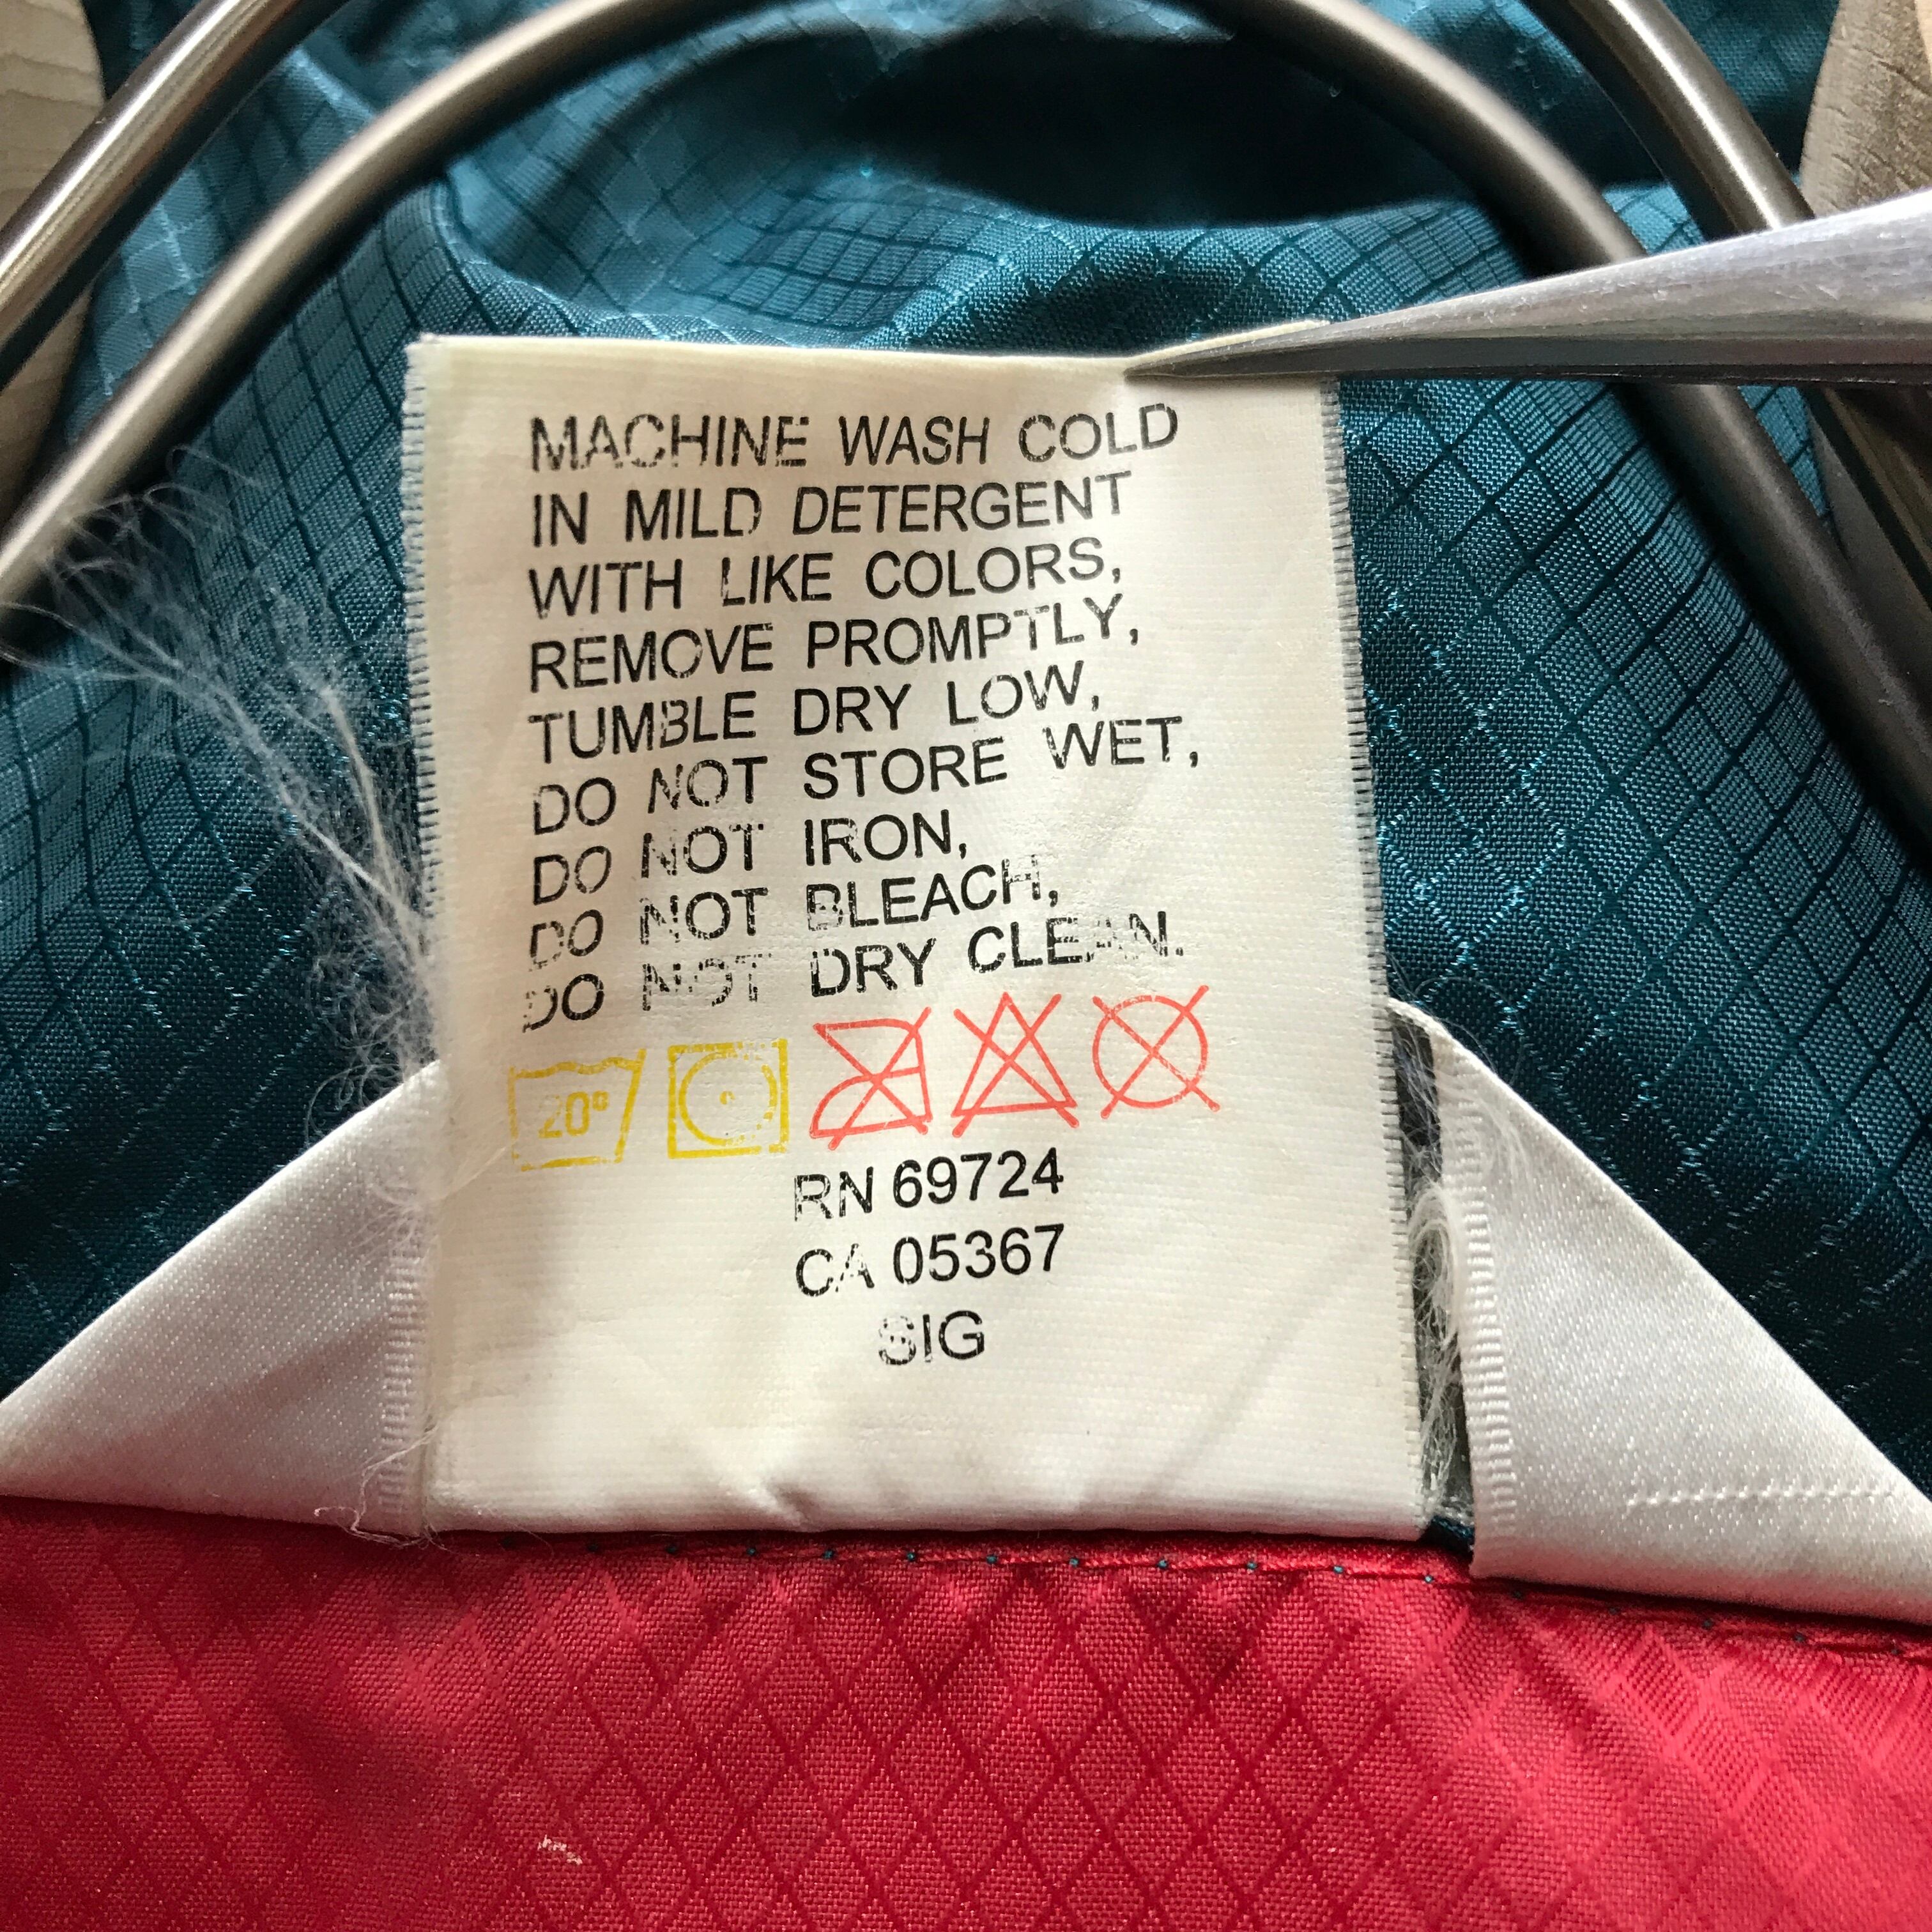 MACHINE WASH COLD
IN MILD DETERGENT
WITH LIKE COLORS,
REMOVE PROMPTLY,
TUMBLE DRY LOW,
DO NOT STORE WET,
DO NOT IRON,
DO NOT BLEACH,
DO NOT DRY CLEAN.
20°
RN 69724
CA 05367
SIG